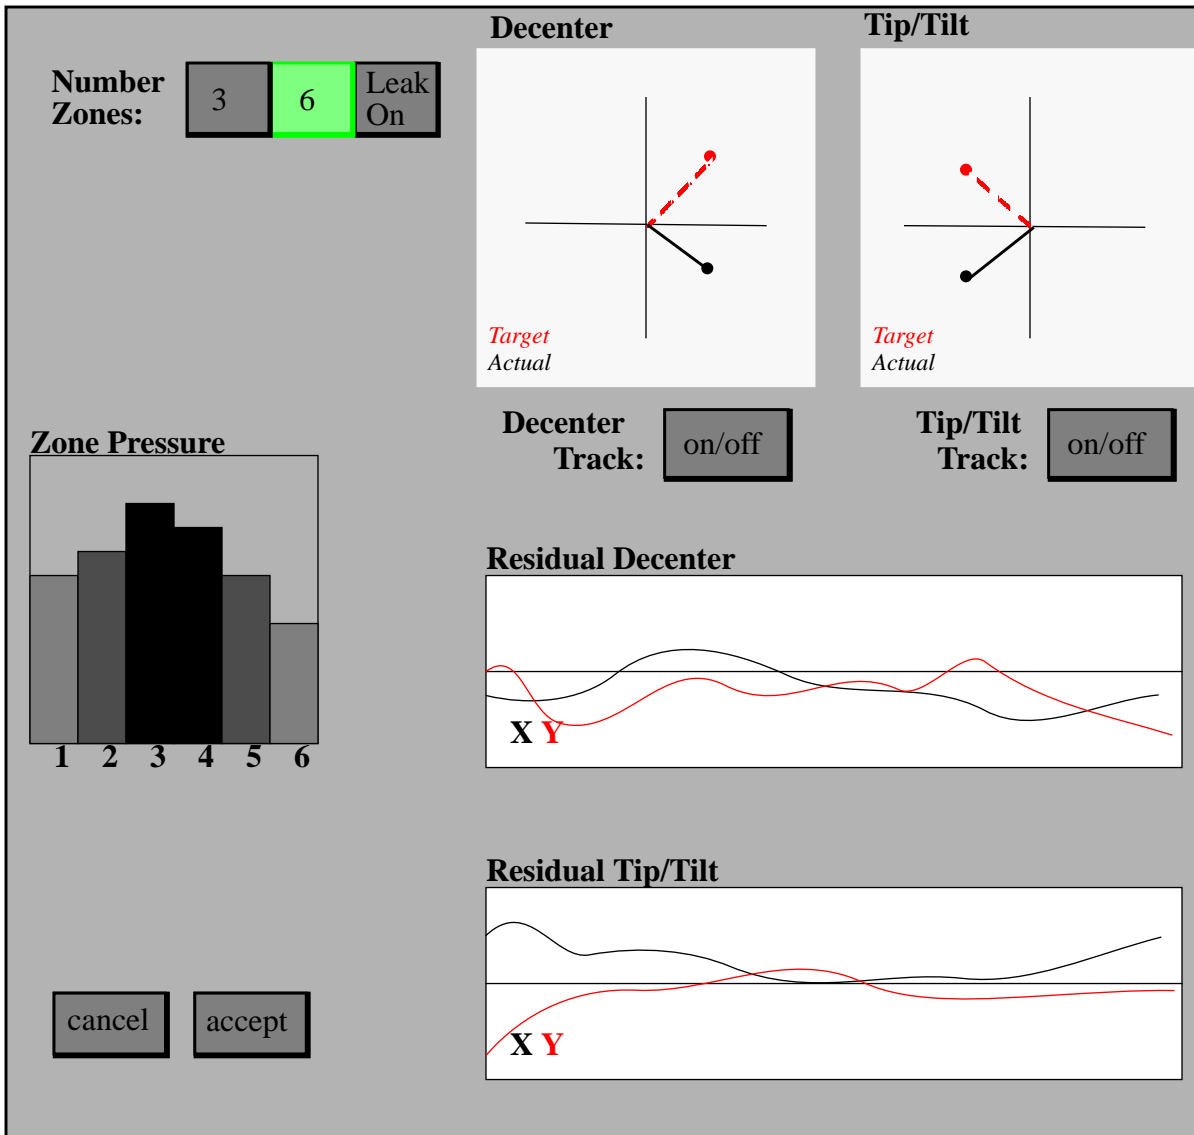 Decenter
Tip/Tilt
Number
Zones:
3
6
Leak
On
Target
Actual
Target
Actual
Decenter
Track:
on/off
Tip/Tilt
Track:
on/off
Zone Pressure
1 2 3 4 5 6
Residual Decenter
X Y
Residual Tip/Tilt
X Y
cancel
accept